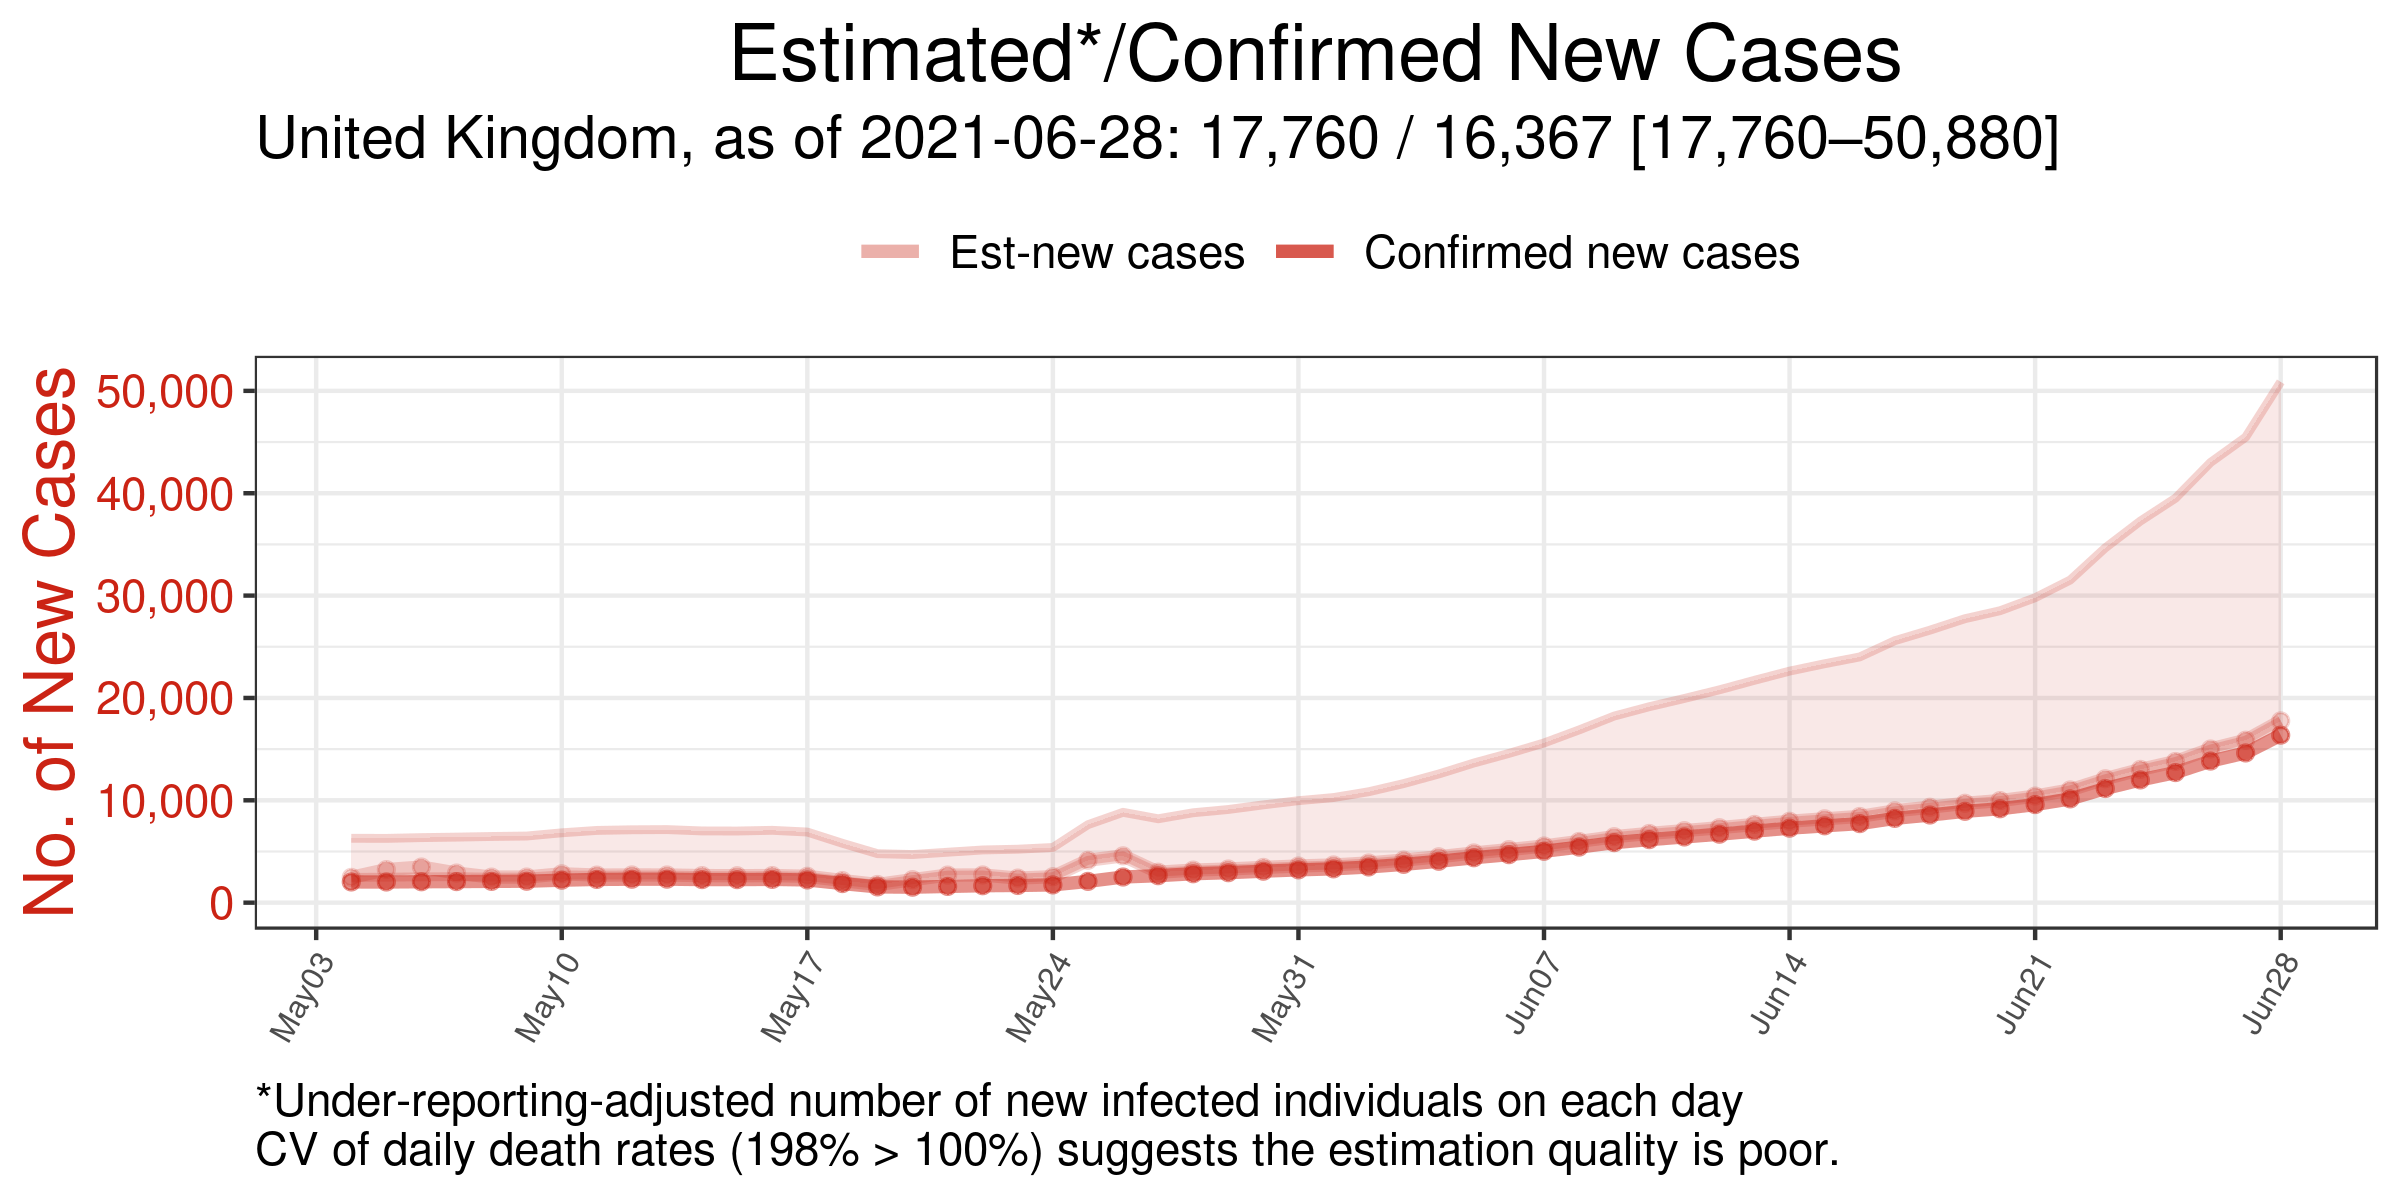 Estimated*/Confirmed New Cases
United Kingdom, as of 2021-06-28: 17,760 / 16,367 [17,760–50,880]
Est-new cases
Confirmed new cases
No. of New Cases
50,000
40,000
30,000
20,000
10,000
0
May03
May10
May17
May24
May31
Jun07
Jun14
Jun21
Jun28
*Under-reporting-adjusted number of new infected individuals on each day
CV of daily death rates (198% > 100%) suggests the estimation quality is poor.